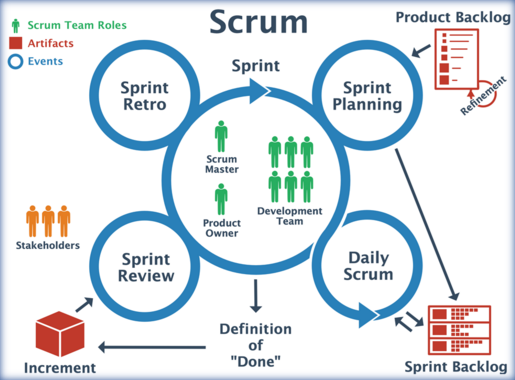 Scrum
Scrum Team Roles
Artifacts
Events
Product Backlog
Refinement
Sprint
Sprint
Retro
Sprint
Planning
Scrum
Master
Product
Owner
Development
Team
Stakeholders
Sprint
Review
Daily
Scrum
Definition
of
"Done"
Increment
Sprint Backlog